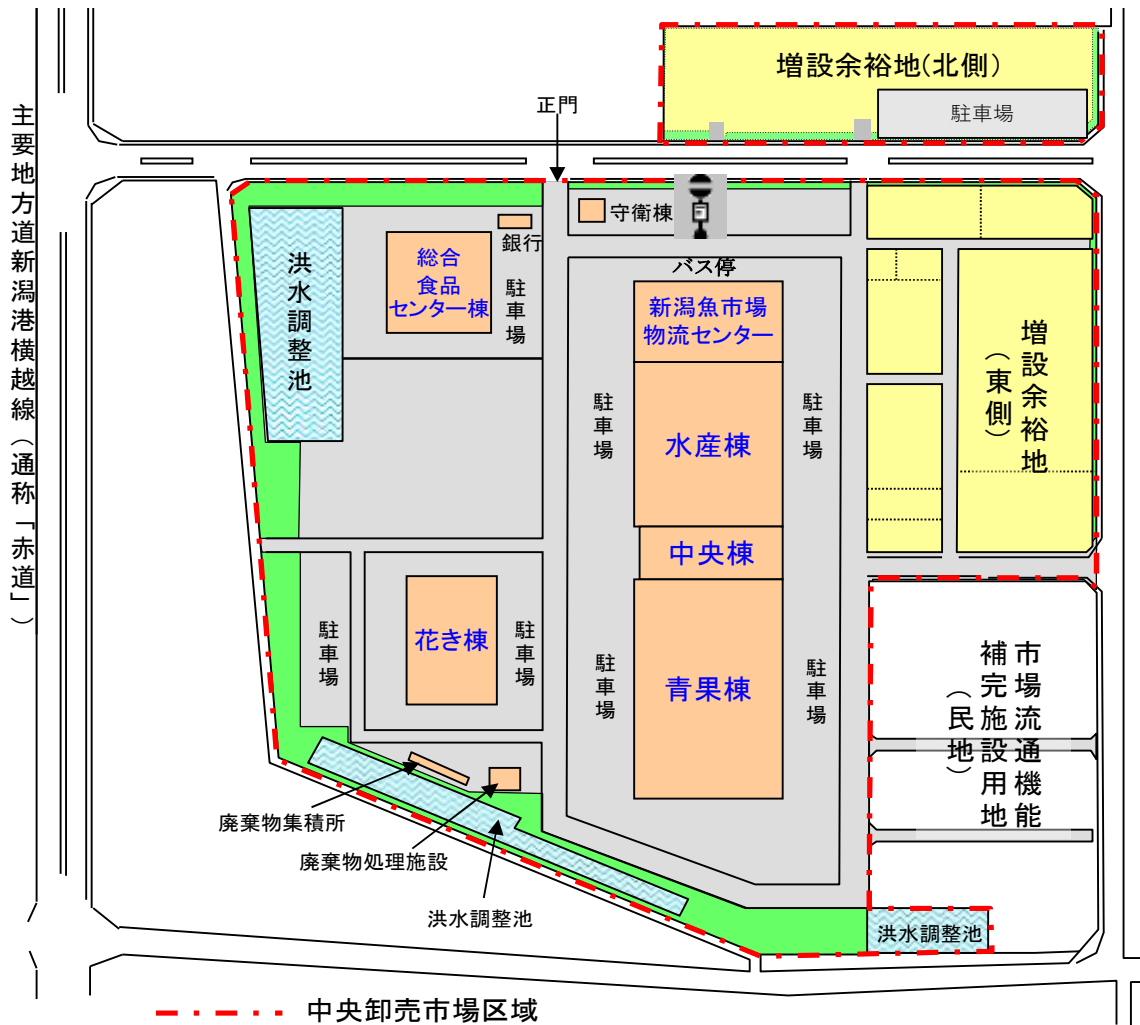 増設余裕地(北側)
駐車場
正門
主要地方道新潟港横越線(通称「赤道」)
守衛棟
銀行
総合
食品
センター棟
駐車場
洪水調整池
バス停
新潟魚市場
物流センター
増設余裕地
(東側)
駐車場
水産棟
駐車場
中央棟
花き棟
駐車場
駐車場
青果棟
駐車場
駐車場
市場流通機能
補完施設用地
(民地)
廃棄物集積所
廃棄物処理施設
洪水調整池
洪水調整池
中央卸売市場区域